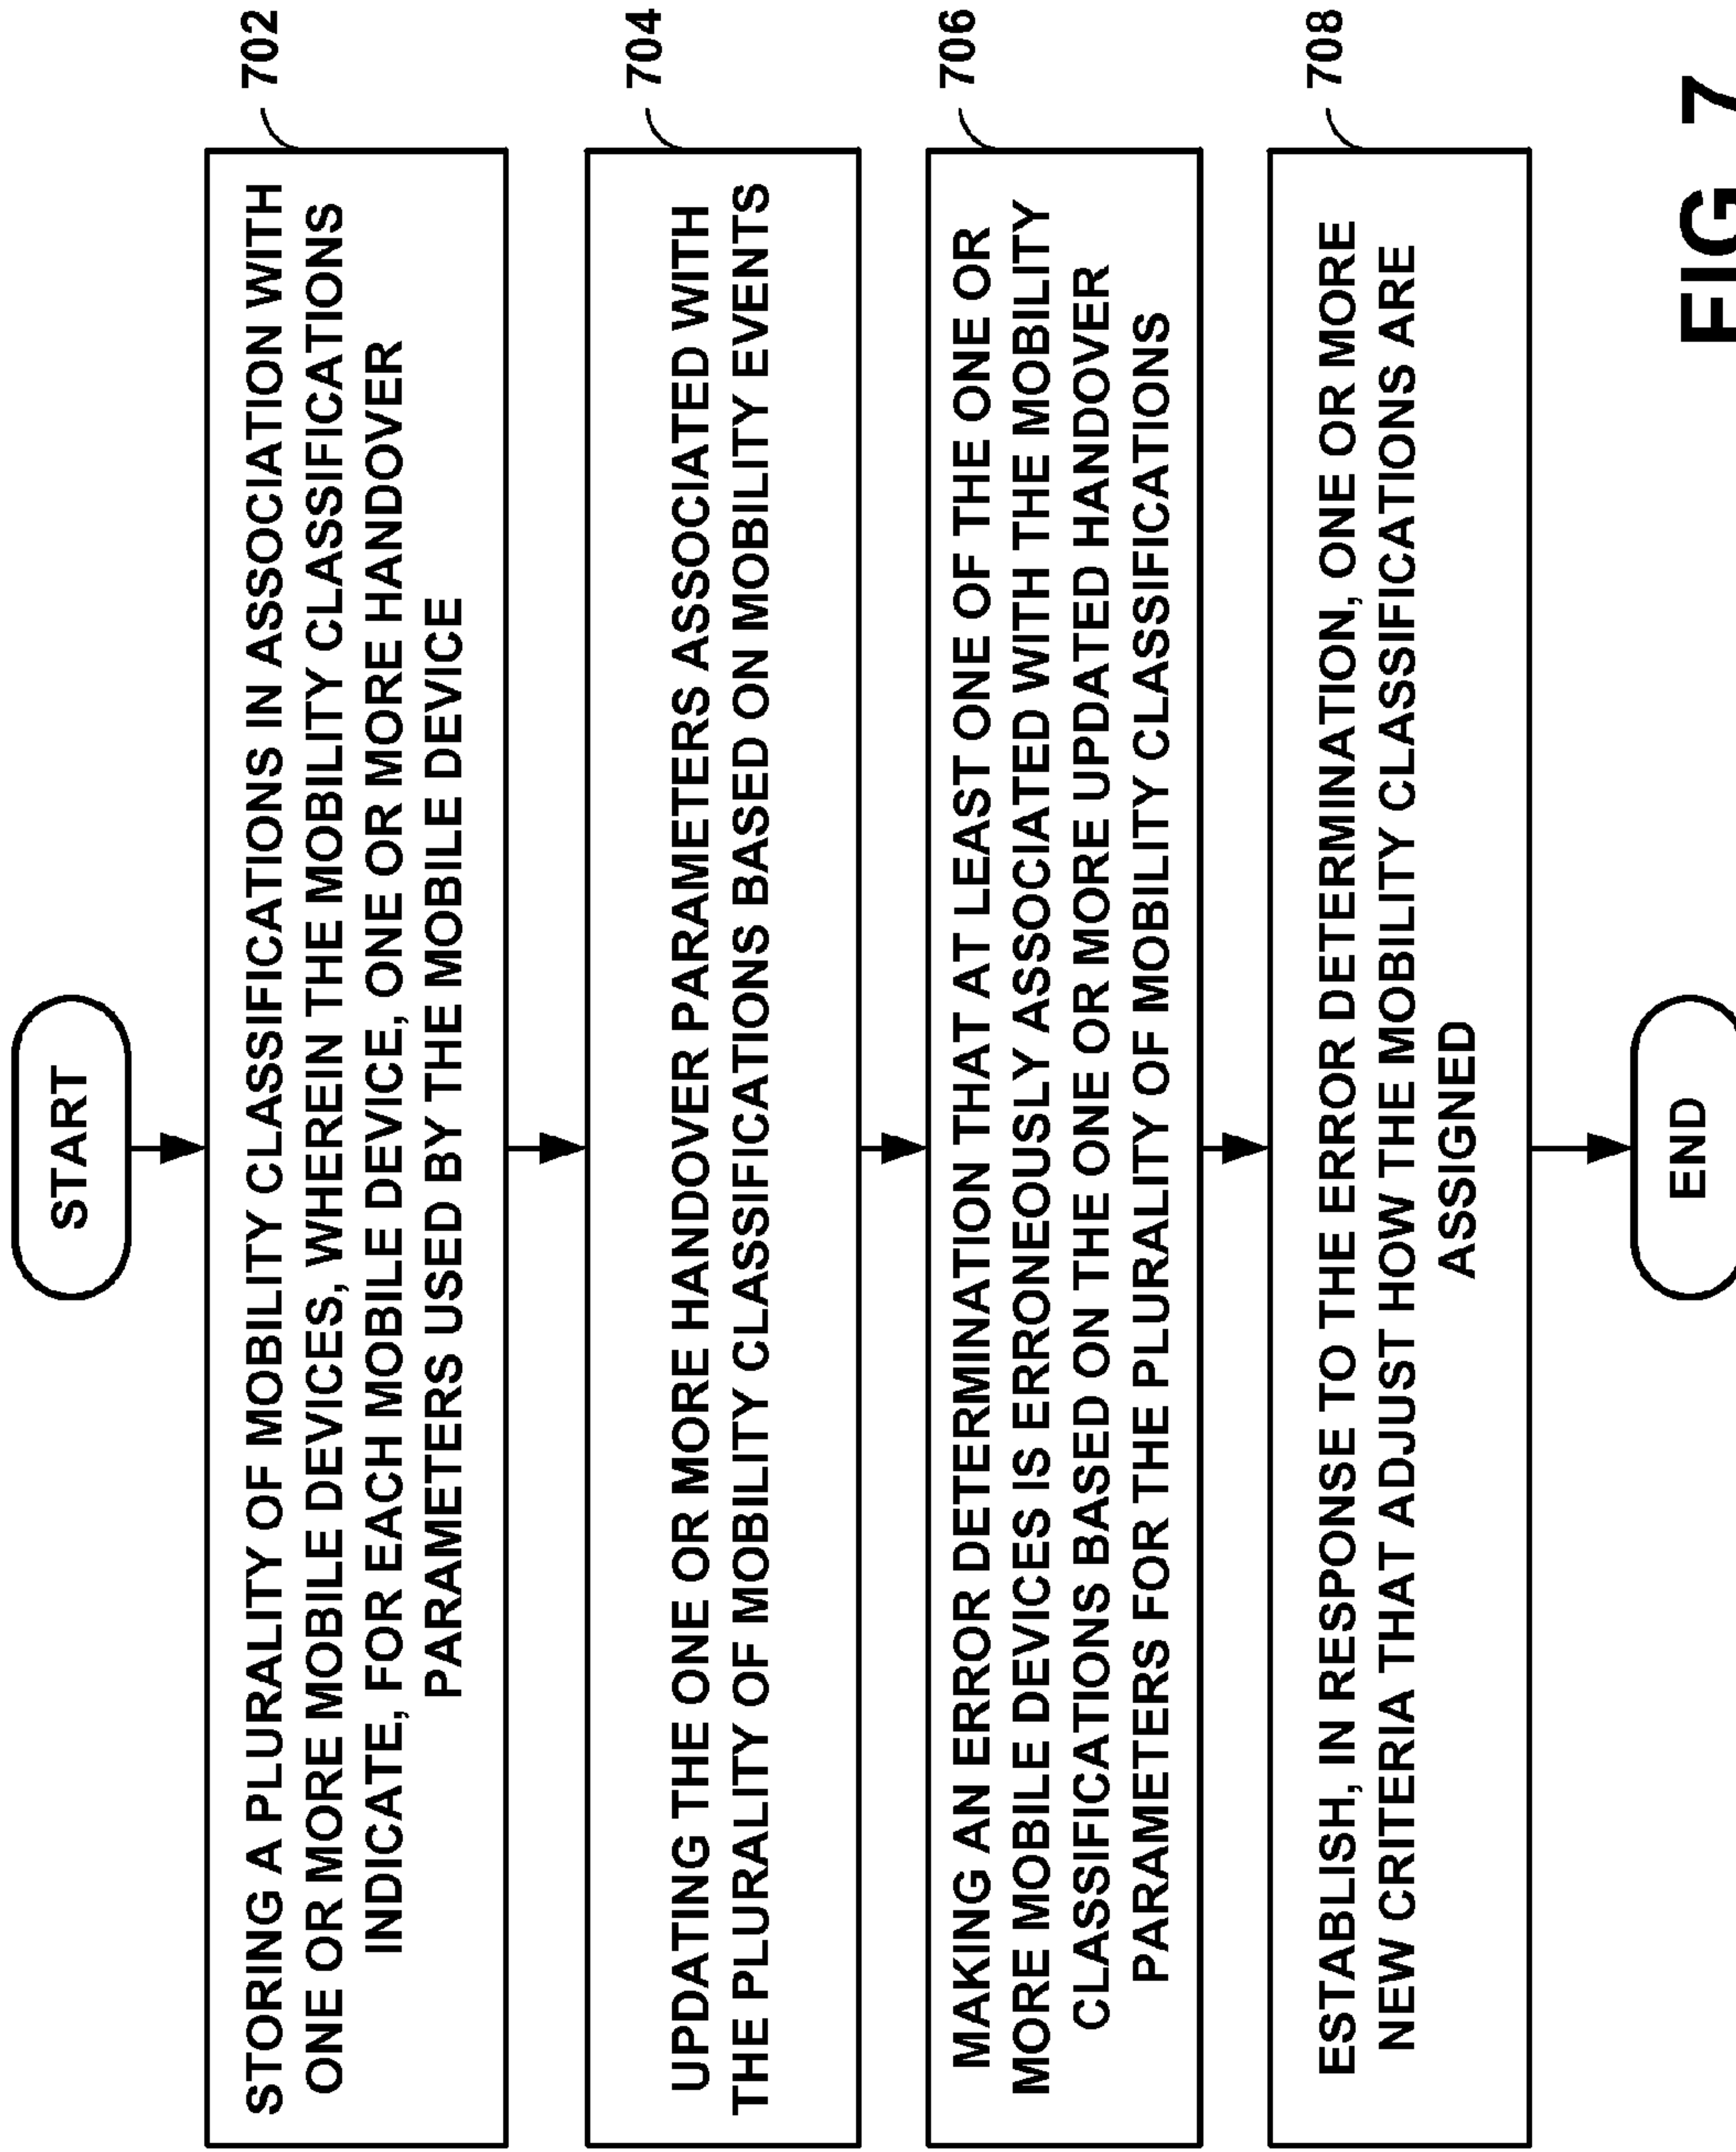 START
STORING A PLURALITY OF MOBILITY CLASSIFICATIONS IN ASSOCIATION WITH
ONE OR MORE MOBILE DEVICES, WHEREIN THE MOBILITY CLASSIFICATIONS
INDICATE, FOR EACH MOBILE DEVICE, ONE OR MORE HANDOVER
PARAMETERS USED BY THE MOBILE DEVICE
702
UPDATING THE ONE OR MORE HANDOVER PARAMETERS ASSOCIATED WITH
THE PLURALITY OF MOBILITY CLASSIFICATIONS BASED ON MOBILITY EVENTS
704
MAKING AN ERROR DETERMINATION THAT AT LEAST ONE OF THE ONE OR
MORE MOBILE DEVICES IS ERRONEOUSLY ASSOCIATED WITH THE MOBILITY
CLASSIFICATIONS BASED ON THE ONE OR MORE UPDATED HANDOVER
PARAMETERS FOR THE PLURALITY OF MOBILITY CLASSIFICATIONS
706
ESTABLISH, IN RESPONSE TO THE ERROR DETERMINATION, ONE OR MORE
NEW CRITERIA THAT ADJUST HOW THE MOBILITY CLASSIFICATIONS ARE
ASSIGNED
708
END
FIG 7